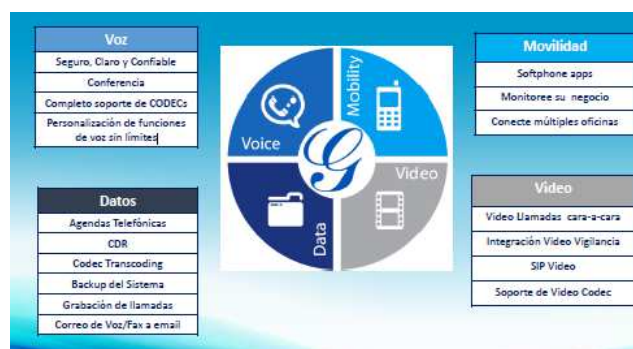 Voz
Seguro, Claro y Confiable
Conferencia
Completo soporte de CODECs
Personalización de funciones
de voz sin límites
Voice
Mobility
G
Data
Video
Movilidad
Softphone apps
Monitoree su negocio
Conecte múltiples oficinas
Datos
Agendas Telefónicas
CDR
Codec Transcoding
Backup del Sistema
Grabación de llamadas
Correo de Voz/Fax a email
Video
Video Llamadas cara-a-cara
Integración Video Vigilancia
SIP Video
Soporte de Video Codec